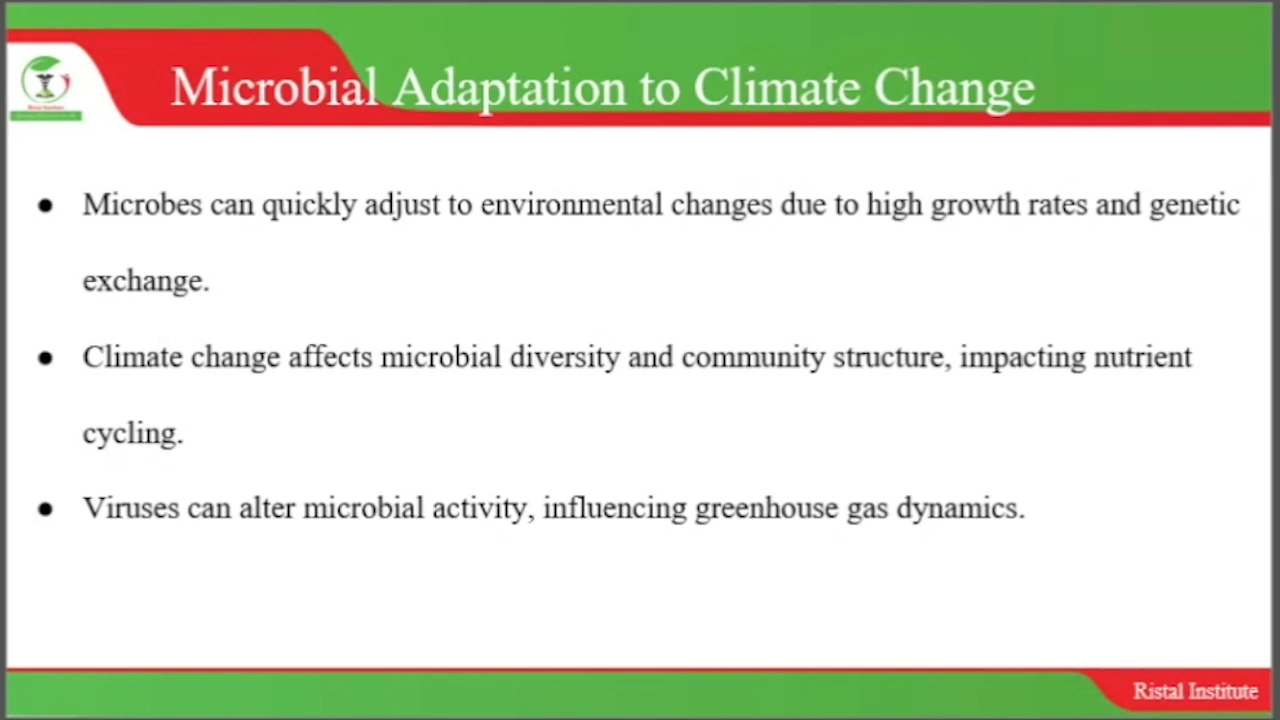 Microbial Adaptation to Climate Change
● Microbes can quickly adjust to environmental changes due to high growth rates and genetic
exchange.
● Climate change affects microbial diversity and community structure, impacting nutrient
cycling.
● Viruses can alter microbial activity, influencing greenhouse gas dynamics.
Ristal Institute